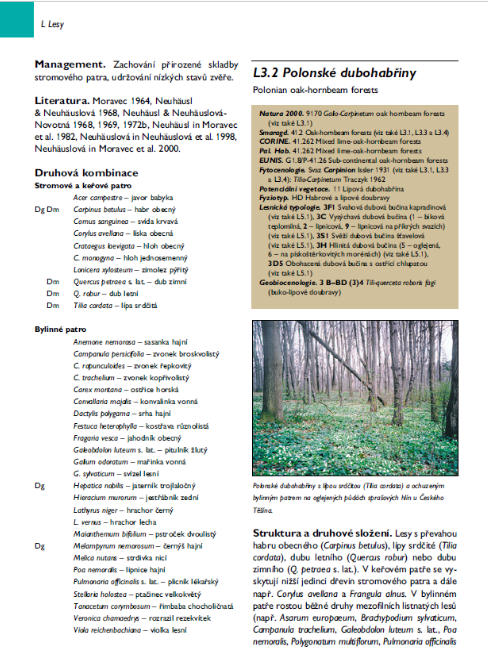 L Lesy
Management. Zachování přirozené skladby
stromového patra, udržování nízkých stavů zvěře.
Literatura. Moravec 1964, Neuhäusl
& Neuhäuslová 1968, Neuhäusl & Neuhäuslová-
Novotná 1968, 1969, 1972b, Neuhäusl in Moravec
et al. 1982, Neuhäuslová in Neuhäuslová et al. 1998,
Neuhäuslová in Moravec et al. 2000.
Druhová kombinace
Stromové a keřové patro
Acer campestre – javor babyka
Dg Dm Carpinus betulus – habr obecný
Cornus sanguinea – svída krvavá
Corylus avellana – líska obecná
Crataegus laevigata – hloh obecný
C. monogyna – hloh jednosemenný
Lonicera xylosteum – zimolez pýřitý
Dm Quercus petraea s. lat. – dub zimní
Dm Q. robur – dub letní
Dm Tilia cordata – lípa srdčitá
Bylinné patro
Anemone nemorosa – sasanka hajní
Campanula persicifolia – zvonek broskvolistý
C. rapunculoides – zvonek řepkovitý
C. trachelium – zvonek kopřivolistý
Carex montana – ostřice horská
Convallaria majalis – konvalinka vonná
Dactylis polygama – srha hajní
Festuca heterophylla – kostřava různolistá
Fragaria vesca – jahodník obecný
Galeobdolon luteum s. lat. – pitulník žlutý
Galium odoratum – mařinka vonná
G. sylvaticum – svízel lesní
Dg Hepatica nobilis – jaterník trojlaločný
Hieracium murorum – jestřábník zední
Lathyrus niger – hrachor černý
L. vernus – hrachor lecha
Maianthemum bifolium – pstroček dvoulistý
Dg Melampyrum nemorosum – černýš hajní
Melica nutans – strdivka nicí
Poa nemoralis – lipnice hajní
Pulmonaria officinalis s. lat. – plicník lékařský
Stellaria holostea – ptačinec velkokvětý
Tanacetum corymbosum – řimbaba chocholičnatá
Veronica chamaedrys – rozrazil rezekvítek
Viola reichenbachiana – violka lesní
L3.2 Polonské dubohabřiny
Polonian oak-hornbeam forests
Natura 2000. 9170 Galio-Carpinetum oak hornbeam forests
(viz také L3.1)
Smaragd. 41.2 Oak-hornbeam forests (viz také L3.1, L3.3 a L3.4)
CORINE. 41.262 Mixed lime-oak-hornbeam forests
Pal. Hab. 41.262 Mixed lime-oak-hornbeam forests
EUNIS. G1.8/P-41.26 Sub-continental oak-hornbeam forests
Fytocenologie. Svaz Carpinion Issler 1931 (viz také L3.1, L3.3
a L3.4): Tilio-Carpinetum Traczyk 1962
Potenciální vegetace. 11 Lipová dubohabřina
Fyziotyp. HD Habrové a lipové doubravy
Lesnická typologie. 3F1 Svahová dubová bučina kapradinová
(viz také L5.1), 3C Vysýchavá dubová bučina (1 – biková
teplomilná, 2 – lipnicová, 9 – lipnicová na příkrých svazích)
(viz také L5.1), 3S1 Svěží dubová bučina šťavelová
(viz také L5.1), 3H Hlinitá dubová bučina (5 – oglejená,
6 – na pískoštěrkovitých morénách) (viz také L5.1),
3D5 Obohacená dubová bučina s ostřicí chlupatou
(viz také L5.1)
Geobiocenologie. 3 B–BD (3)4 Tili-querceta roboris fagi
(buko-lipové doubravy)
Polonské dubohabřiny s lípou srdčitou (Tilia cordata) a ochuzeným
bylinným patrem na oglejených půdách sprašových hlín u Českého
Těšína.
Struktura a druhové složení. Lesy s převahou
habru obecného (Carpinus betulus), lípy srdčité (Tilia
cordata), dubu letního (Quercus robur) nebo dubu
zimního (Q. petraea s. lat.). V keřovém patře se vy-
skytují nižší jedinci dřevin stromového patra a dále
např. Corylus avellana a Frangula alnus. V bylinném
patře rostou běžné druhy mezofilních listnatých lesů
(např. Asarum europaeum, Brachypodium sylvaticum,
Campanula trachelium, Galeobdolon luteum s. lat., Poa
nemoralis, Polygonatum multiflorum, Pulmonaria officinalis